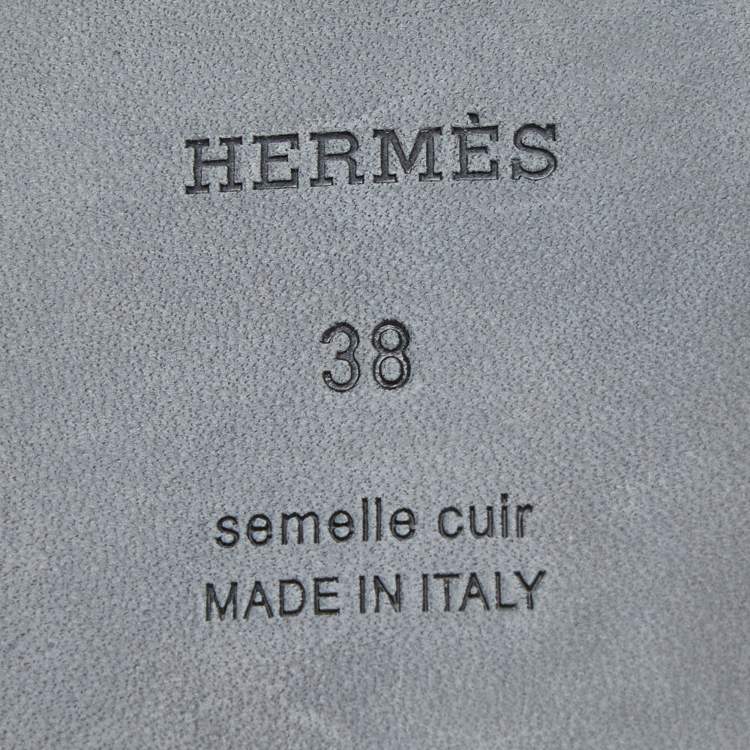 HERMÈS
38
semelle cuir
MADE IN ITALY